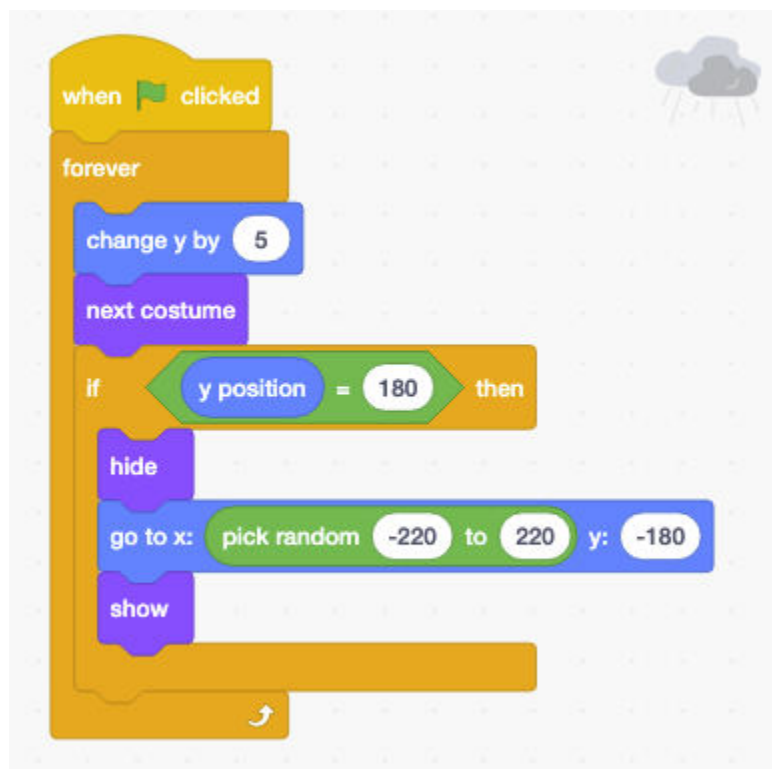 when clicked
forever
change y by 5
next costume
if y position = 180 then
hide
go to x: pick random -220 to 220 y: -180
show